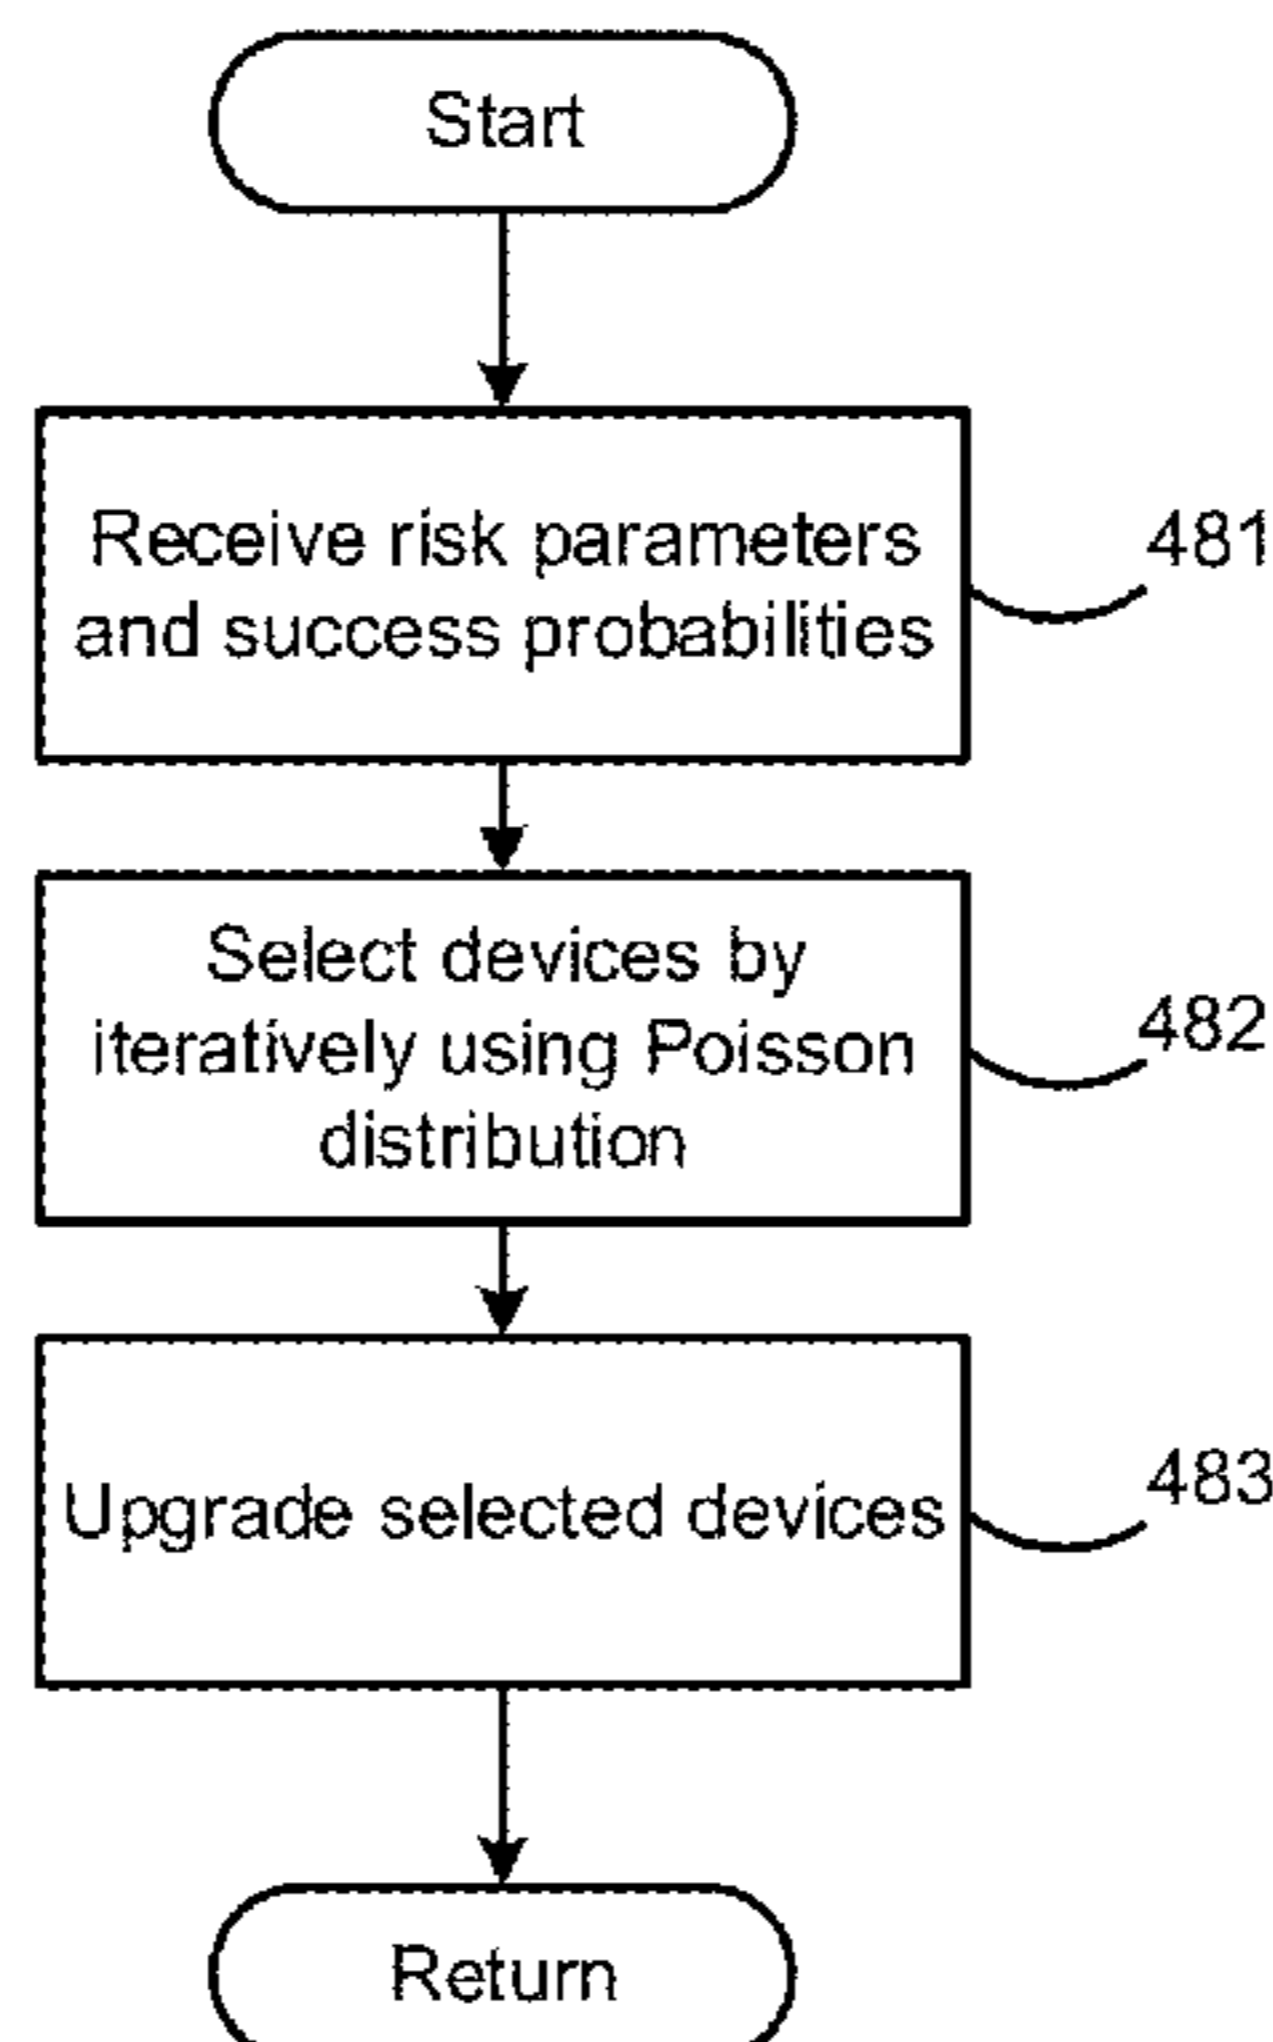 Start
Receive risk parameters
and success probabilities
481
Select devices by
iteratively using Poisson
distribution
482
Upgrade selected devices
483
Return